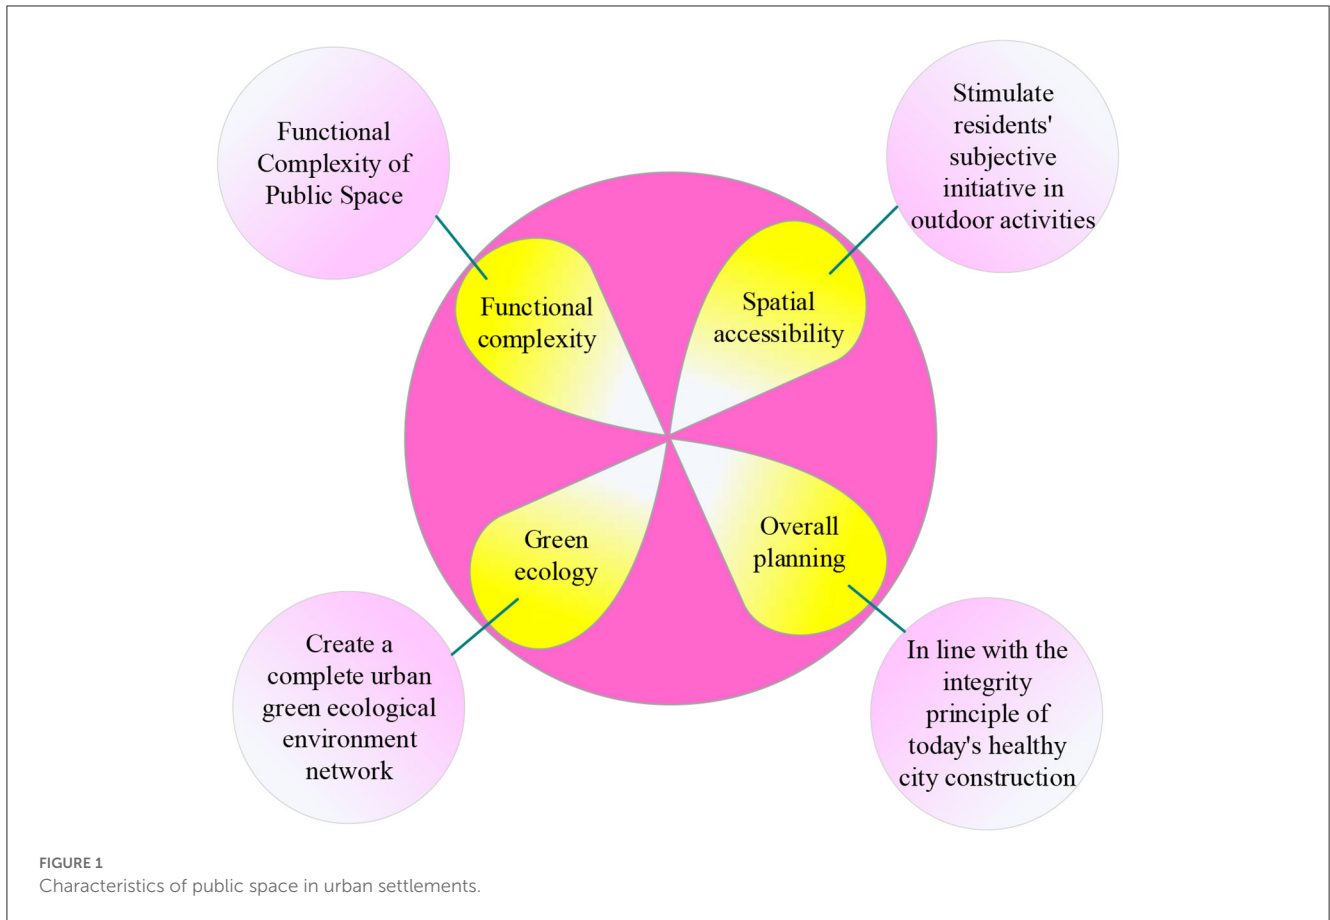 Functional
Complexity of
Public Space
Stimulate
residents'
subjective
initiative in
outdoor activities
Functional
complexity
Spatial
accessibility
Green
ecology
Overall
planning
Create a
complete urban
green ecological
environment
network
In line with the
integrity
principle of
today's healthy
city construction
FIGURE 1
Characteristics of public space in urban settlements.